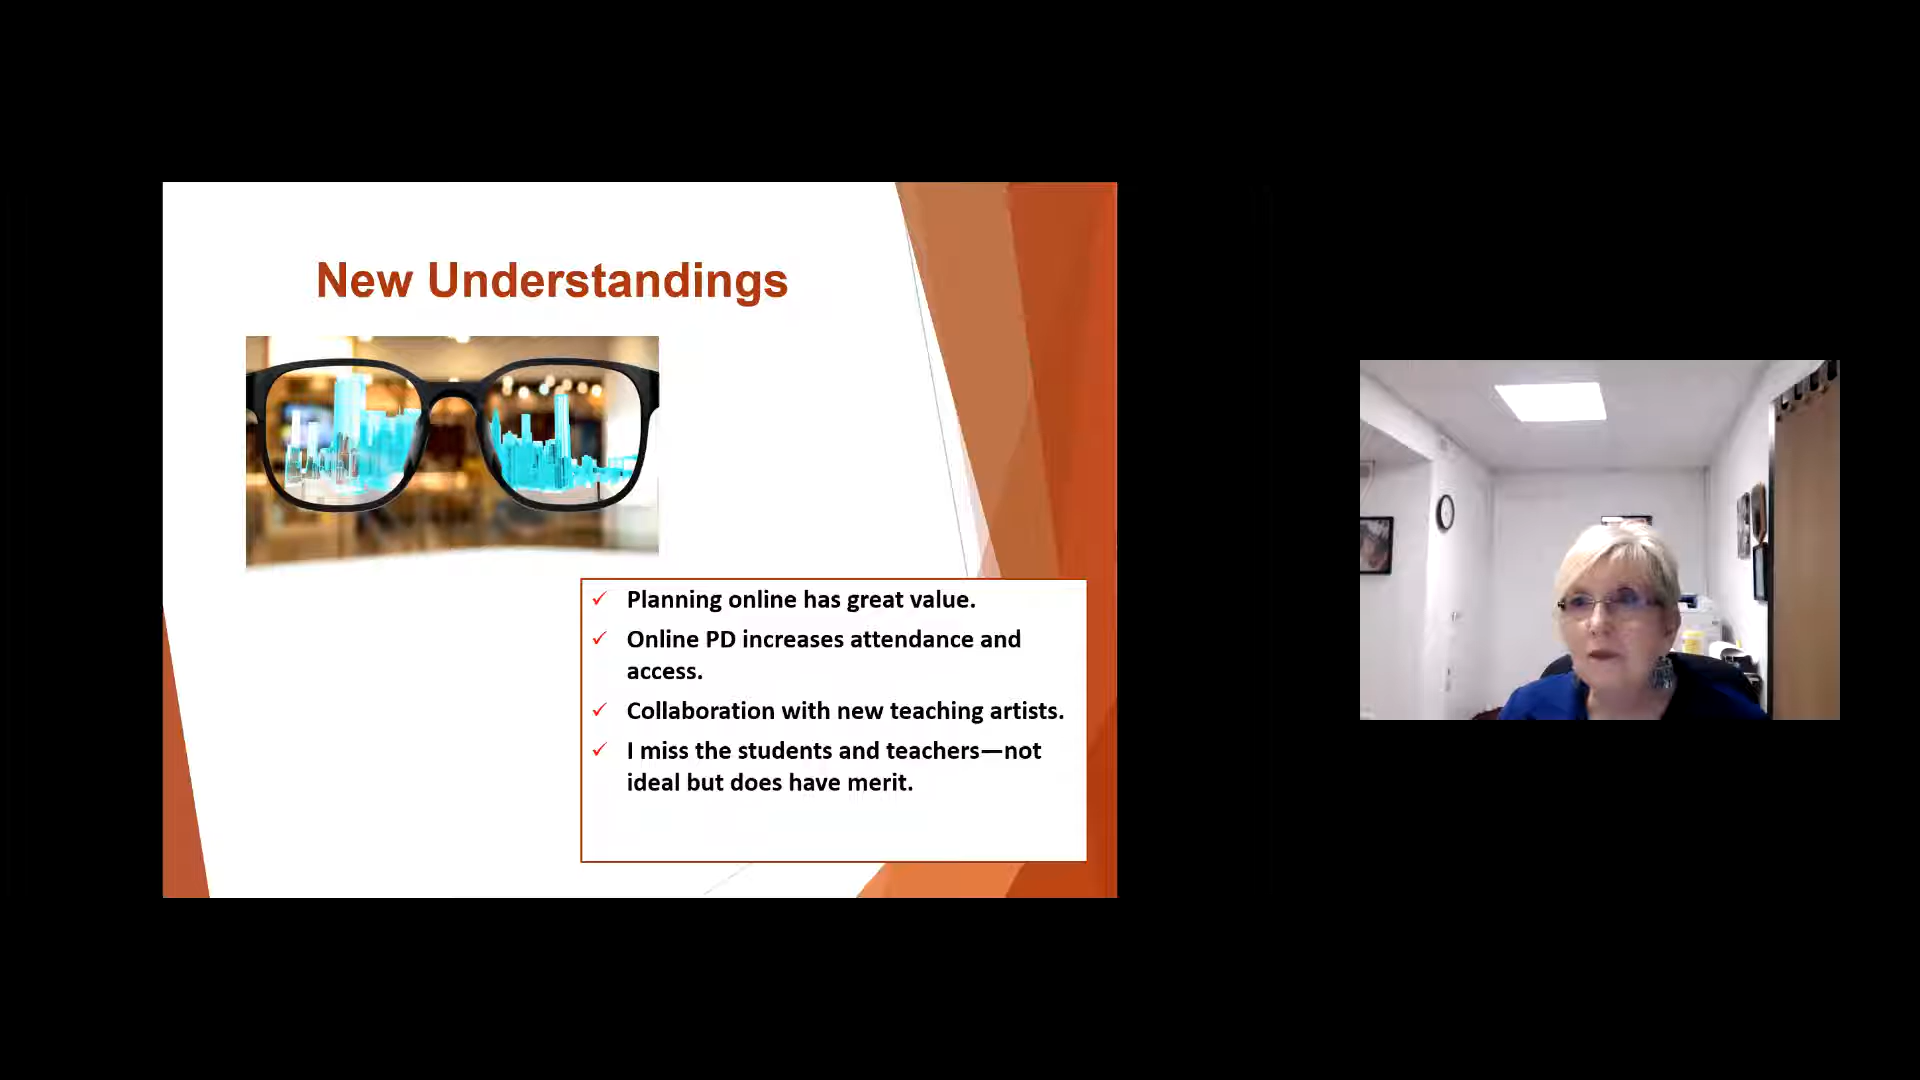 New Understandings
Planning online has great value.
Online PD increases attendance and
access.
Collaboration with new teaching artists.
I miss the students and teachers—not
ideal but does have merit.